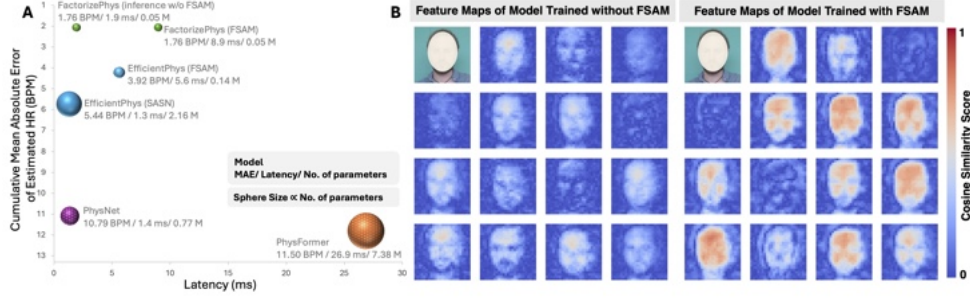 A
FactorizePhys (inference w/o FSAM)
1.76 BPM/ 1.9 ms/ 0.05 M
FactorizePhys (FSAM)
1.76 BPM/ 8.9 ms/ 0.05 M
EfficientPhys (FSAM)
3.92 BPM/ 5.6 ms/ 0.14 M
EfficientPhys (SASN)
5.44 BPM/ 1.3 ms/ 2.16 M
Model
MAE/ Latency/ No. of parameters
Sphere Size ∝ No. of parameters
PhysNet
10.79 BPM / 1.4 ms/ 0.77 M
PhysFormer
11.50 BPM / 26.9 ms/ 7.38 M
Cumulative Mean Absolute Error
of Estimated HR (BPM)
1
2
3
4
5
6
7
8
9
10
11
12
13
0 5 10 15 20 25 30
Latency (ms)
B
Feature Maps of Model Trained without FSAM
Feature Maps of Model Trained with FSAM
1
Cosine Similarity Score
0